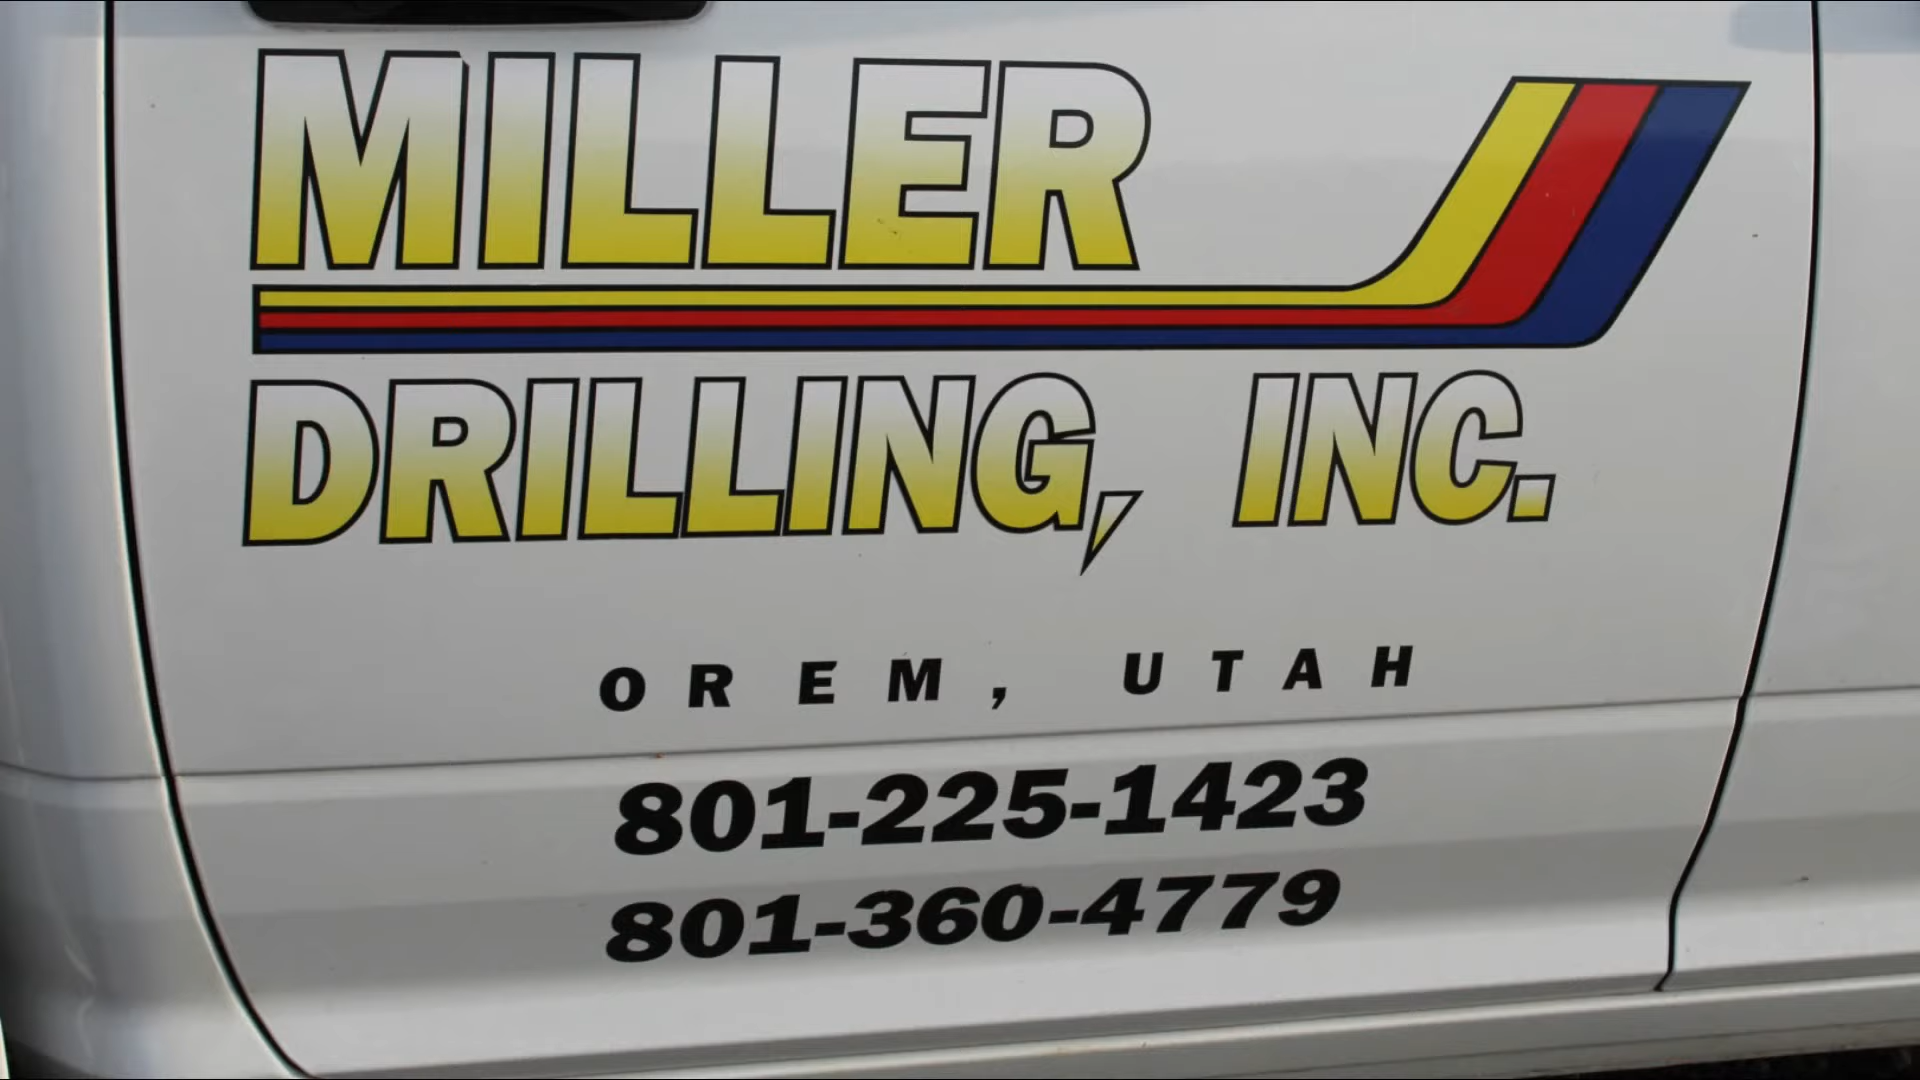 MILLER
DRILLING, INC.
OREM, UTAH
801-225-1423
801-360-4779